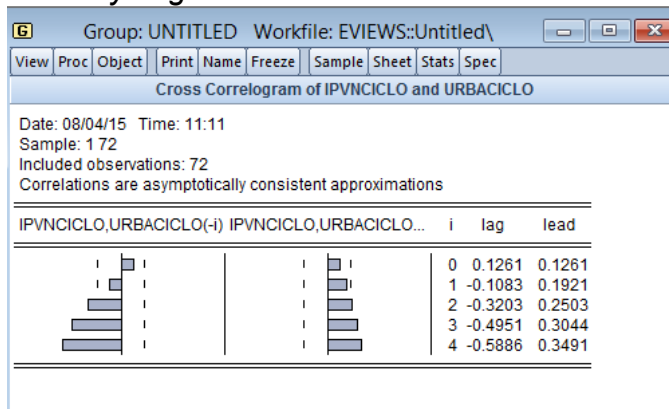 Group: UNTITLED Workfile: EVIEWS::Untitled\
View Proc Object Print Name Freeze Sample Sheet Stats Spec
Cross Correlogram of IPVNCICLO and URBACICLO
Date: 08/04/15 Time: 11:11
Sample: 1 72
Included observations: 72
Correlations are asymptotically consistent approximations
IPVNCICLO,URBACICLO(-i) IPVNCICLO,URBACICLO... i lag lead
0 0.1261 0.1261
1 -0.1083 0.1921
2 -0.3203 0.2503
3 -0.4951 0.3044
4 -0.5886 0.3491